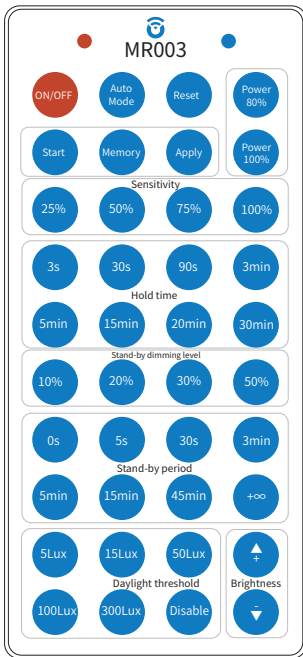 MR003
ON/OFF
Auto
Mode
Reset
Power
80%
Start
Memory
Apply
Power
100%
Sensitivity
25%
50%
75%
100%
3s
30s
90s
3min
Hold time
5min
15min
20min
30min
Stand-by dimming level
10%
20%
30%
50%
0s
5s
30s
3min
Stand-by period
5min
15min
45min
+∞
5Lux
15Lux
50Lux
+
Daylight threshold
Brightness
100Lux
300Lux
Disable
-